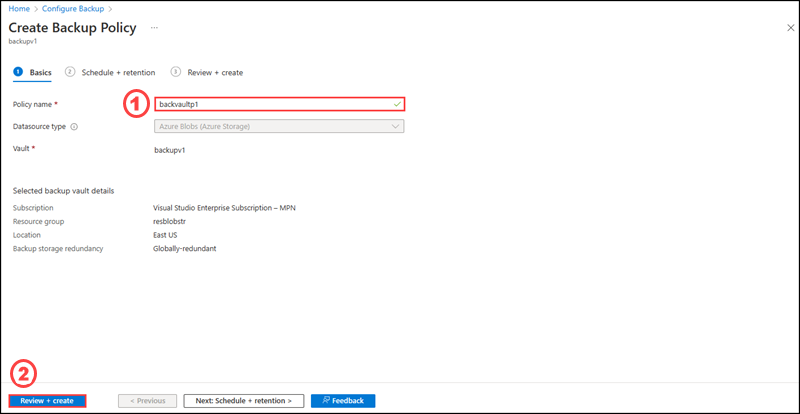 Home > Configure Backup >
Create Backup Policy ...
backupv1
1 Basics 2 Schedule + retention 3 Review + create
Policy name * 1 backvaultp1
Datasource type Azure Blobs (Azure Storage)
Vault * backupv1
Selected backup vault details
Subscription Visual Studio Enterprise Subscription – MPN
Resource group resblobstr
Location East US
Backup storage redundancy Globally-redundant
2
Review + create < Previous Next: Schedule + retention > Feedback